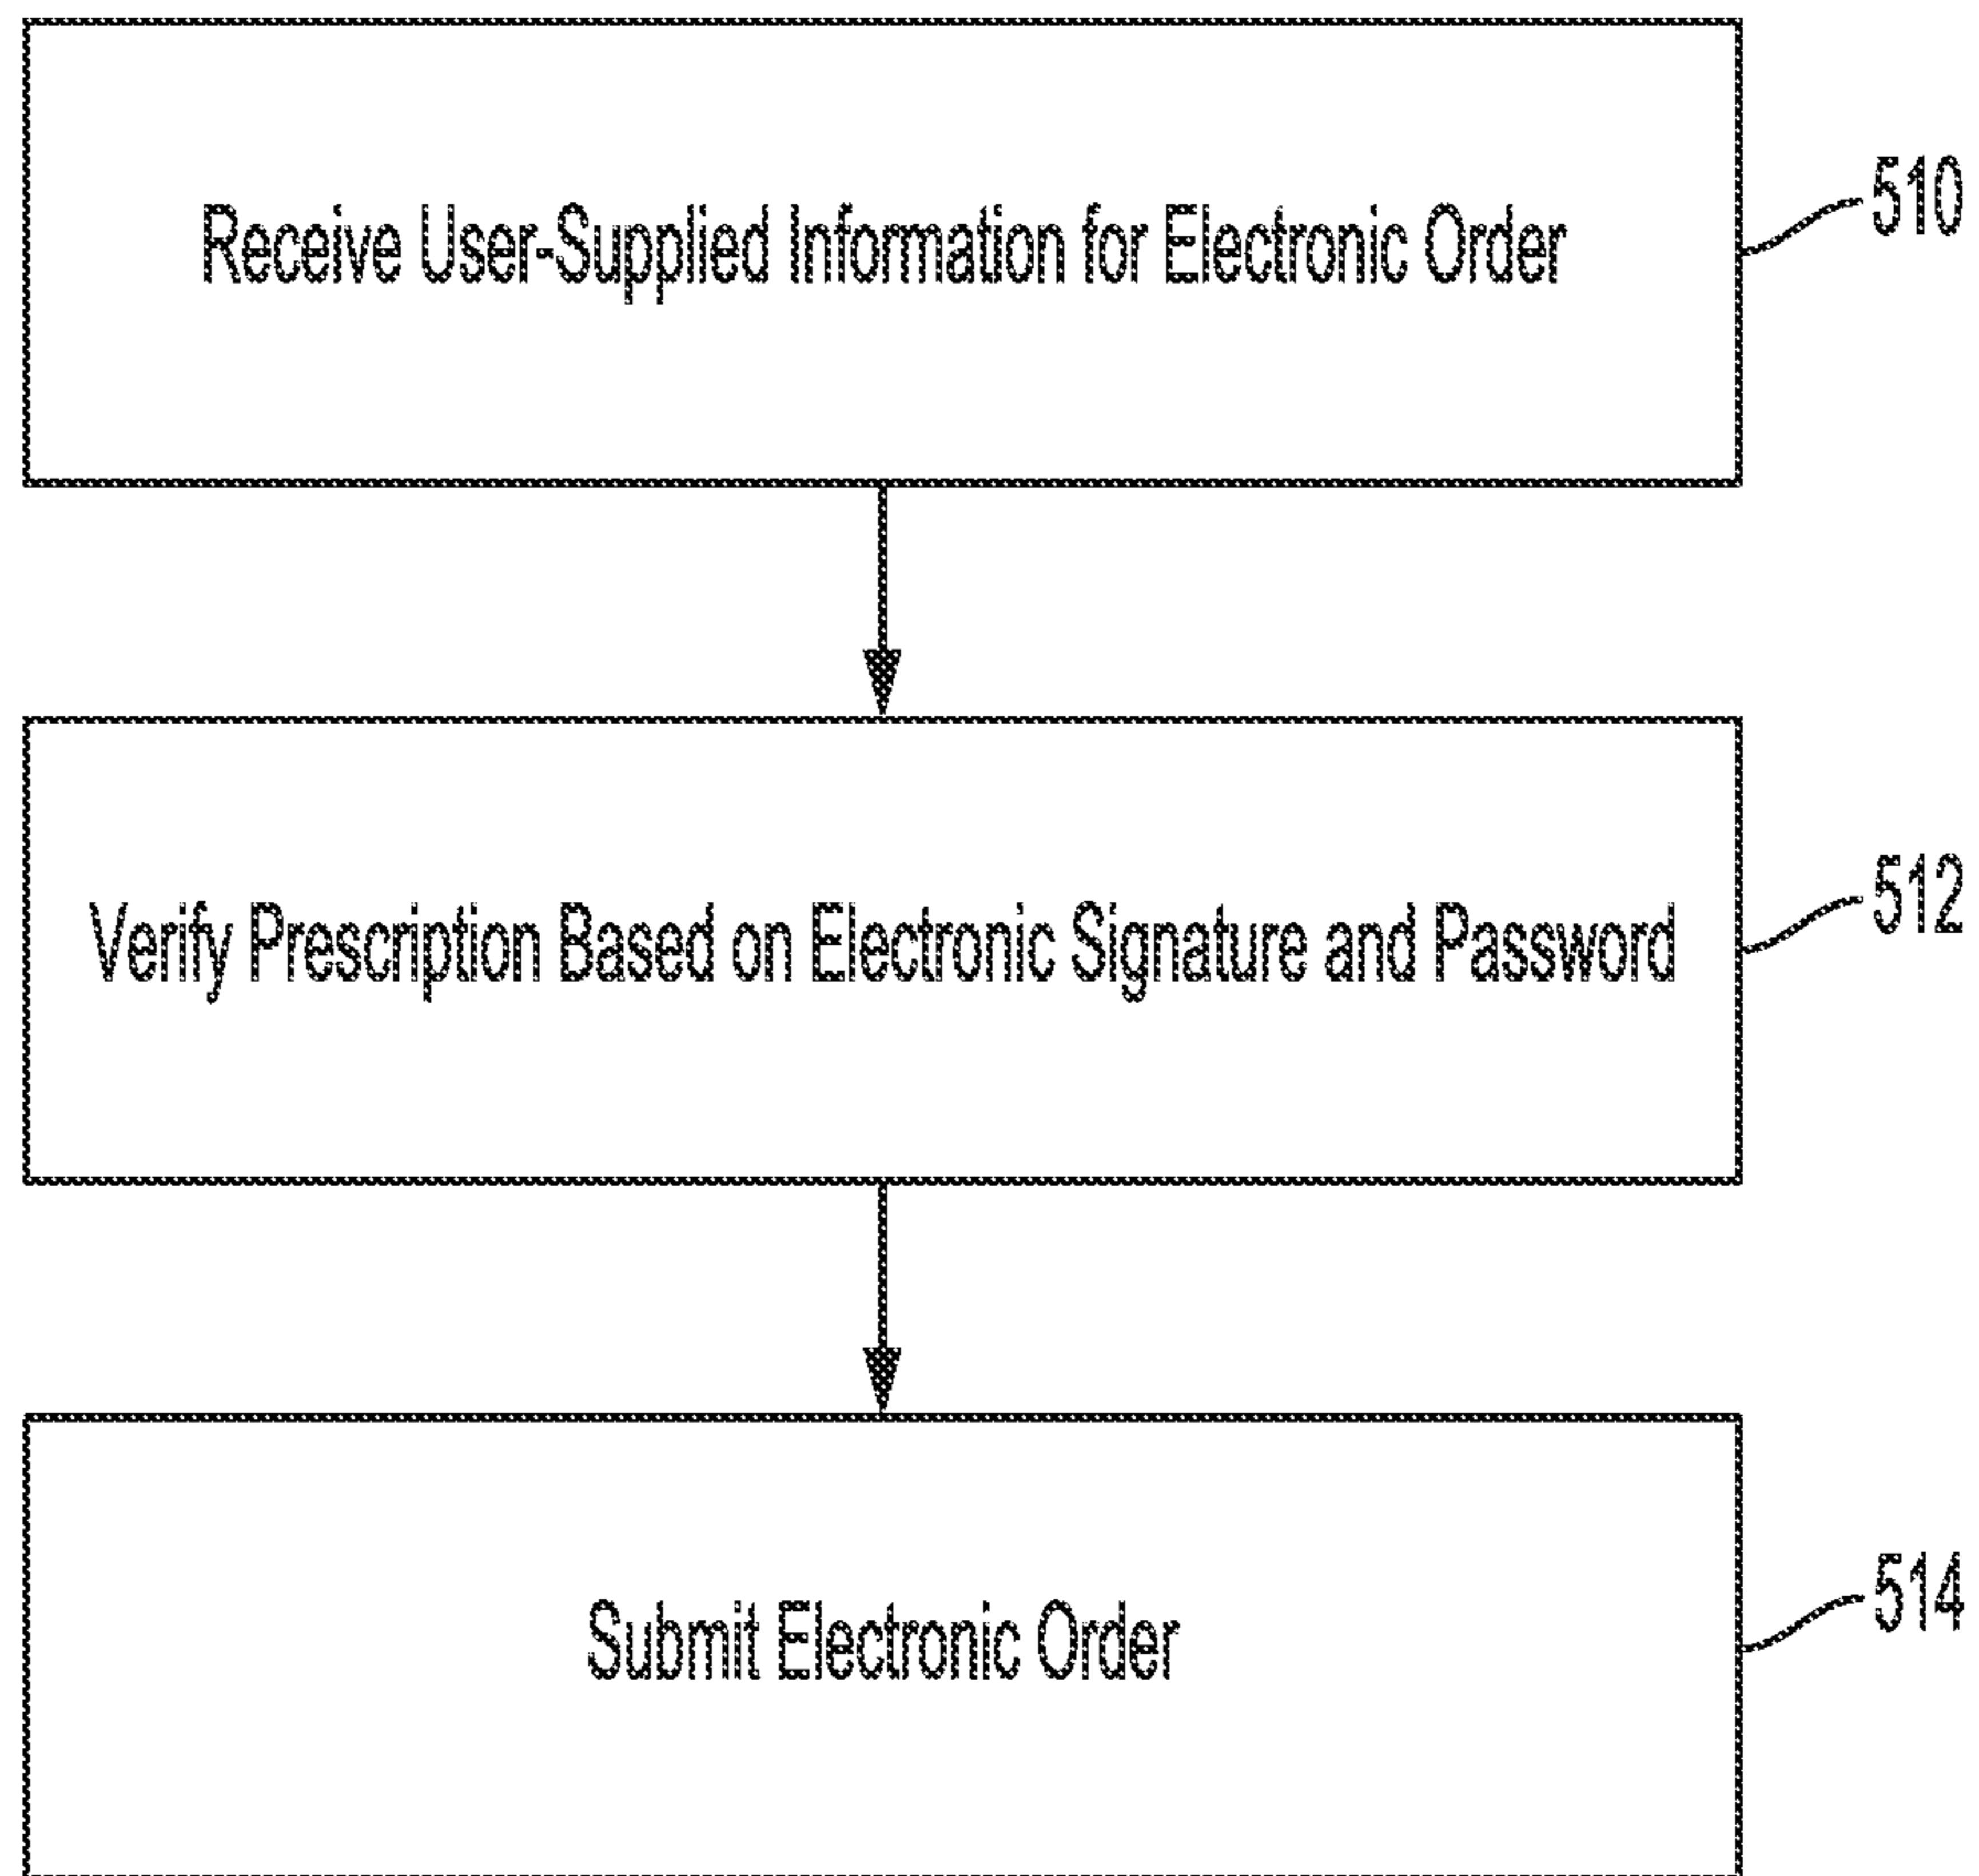 Receive User-Supplied Information for Electronic Order
510
Verify Prescription Based on Electronic Signature and Password
512
Submit Electronic Order
514